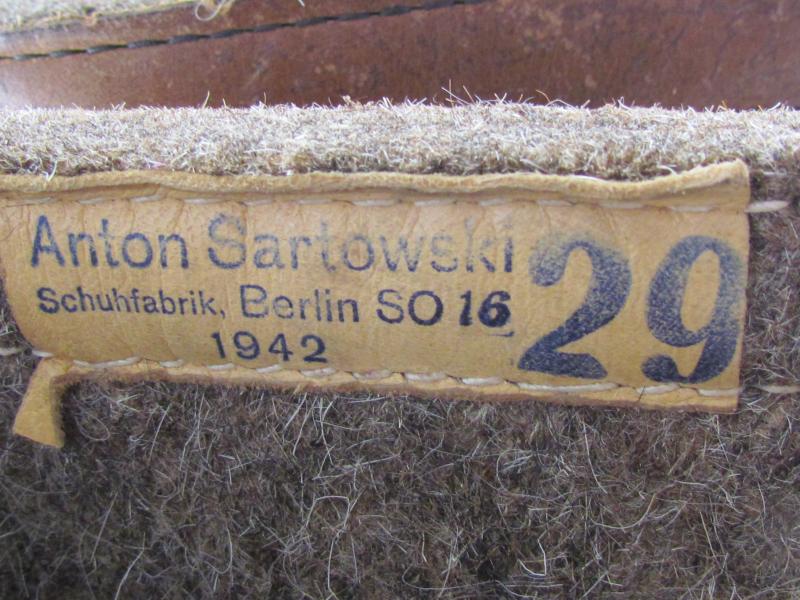 Anton Sartowski
Schuhfabrik, Berlin SO 16
1942
29